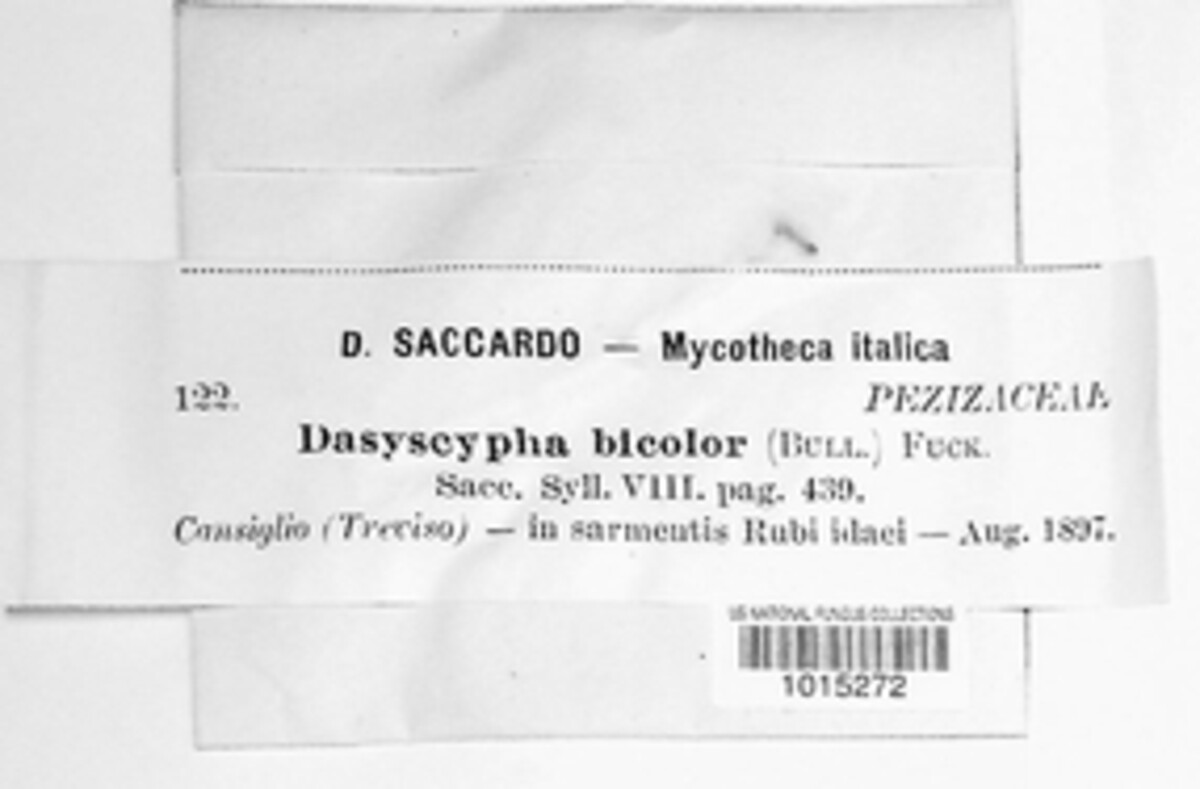 D. SACCARDO — Mycotheca italica
122. PEZIZACEAE
Dasyscypha bicolor (BULL.) FUCK.
Sacc. Syll. VIII. pag. 439.
Cansiglio (Treviso) — in sarmentis Rubi idaei — Aug. 1897.
US NATIONAL FUNGUS COLLECTIONS
1015272